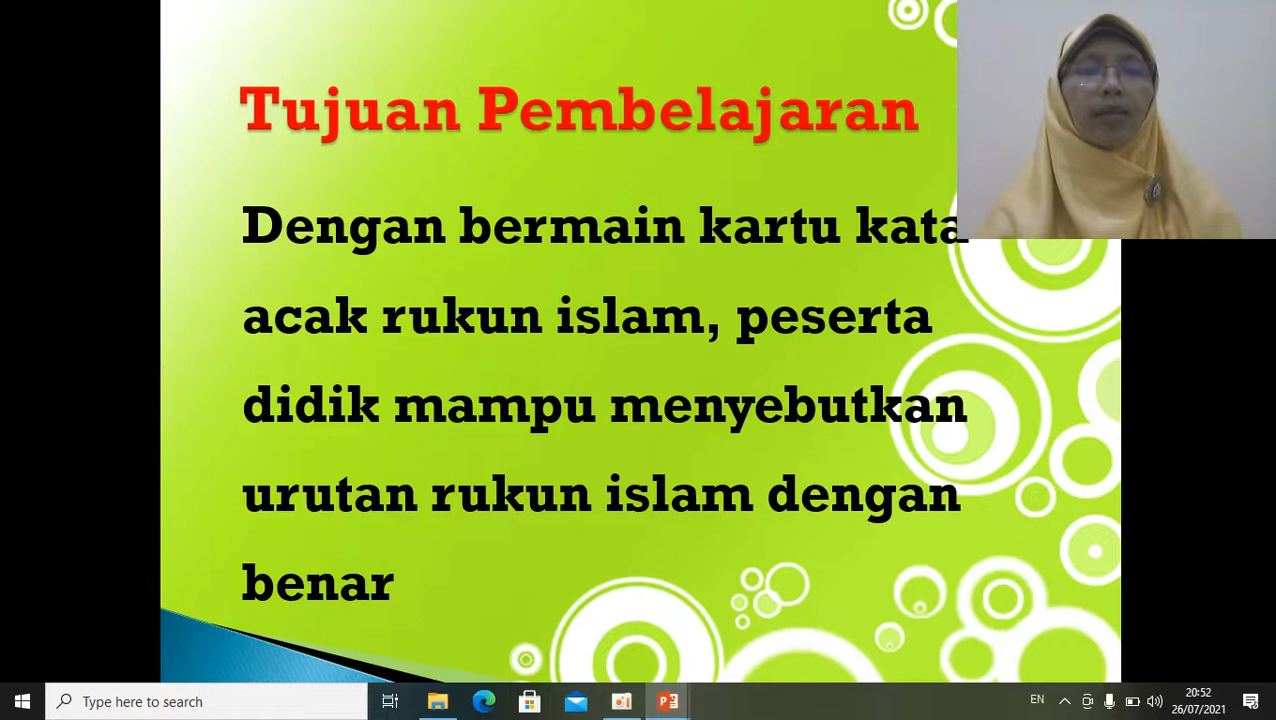 Tujuan Pembelajaran
Dengan bermain kartu kata
acak rukun islam, peserta
didik mampu menyebutkan
urutan rukun islam dengan
benar
Type here to search
EN
20:52
26/07/2021